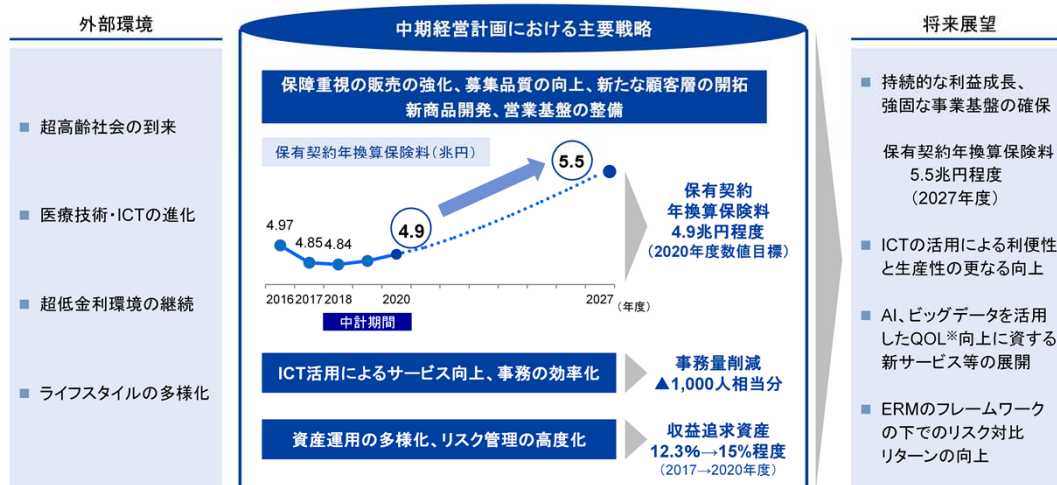 外部環境
超高齢社会の到来
医療技術・ICTの進化
超低金利環境の継続
ライフスタイルの多様化
中期経営計画における主要戦略
保障重視の販売の強化、募集品質の向上、新たな顧客層の開拓
新商品開発、営業基盤の整備
保有契約年換算保険料(兆円)
4.97
4.85
4.84
4.9
5.5
2016
2017
2018
2020
2027
(年度)
中計期間
保有契約
年換算保険料
4.9兆円程度
(2020年度数値目標)
ICT活用によるサービス向上、事務の効率化
事務量削減
▲1,000人相当分
資産運用の多様化、リスク管理の高度化
収益追求資産
12.3%→15%程度
(2017→2020年度)
将来展望
持続的な利益成長、
強固な事業基盤の確保
保有契約年換算保険料
5.5兆円程度
(2027年度)
ICTの活用による利便性
と生産性の更なる向上
AI、ビッグデータを活用
したQOL※向上に資する
新サービス等の展開
ERMのフレームワーク
の下でのリスク対比
リターンの向上